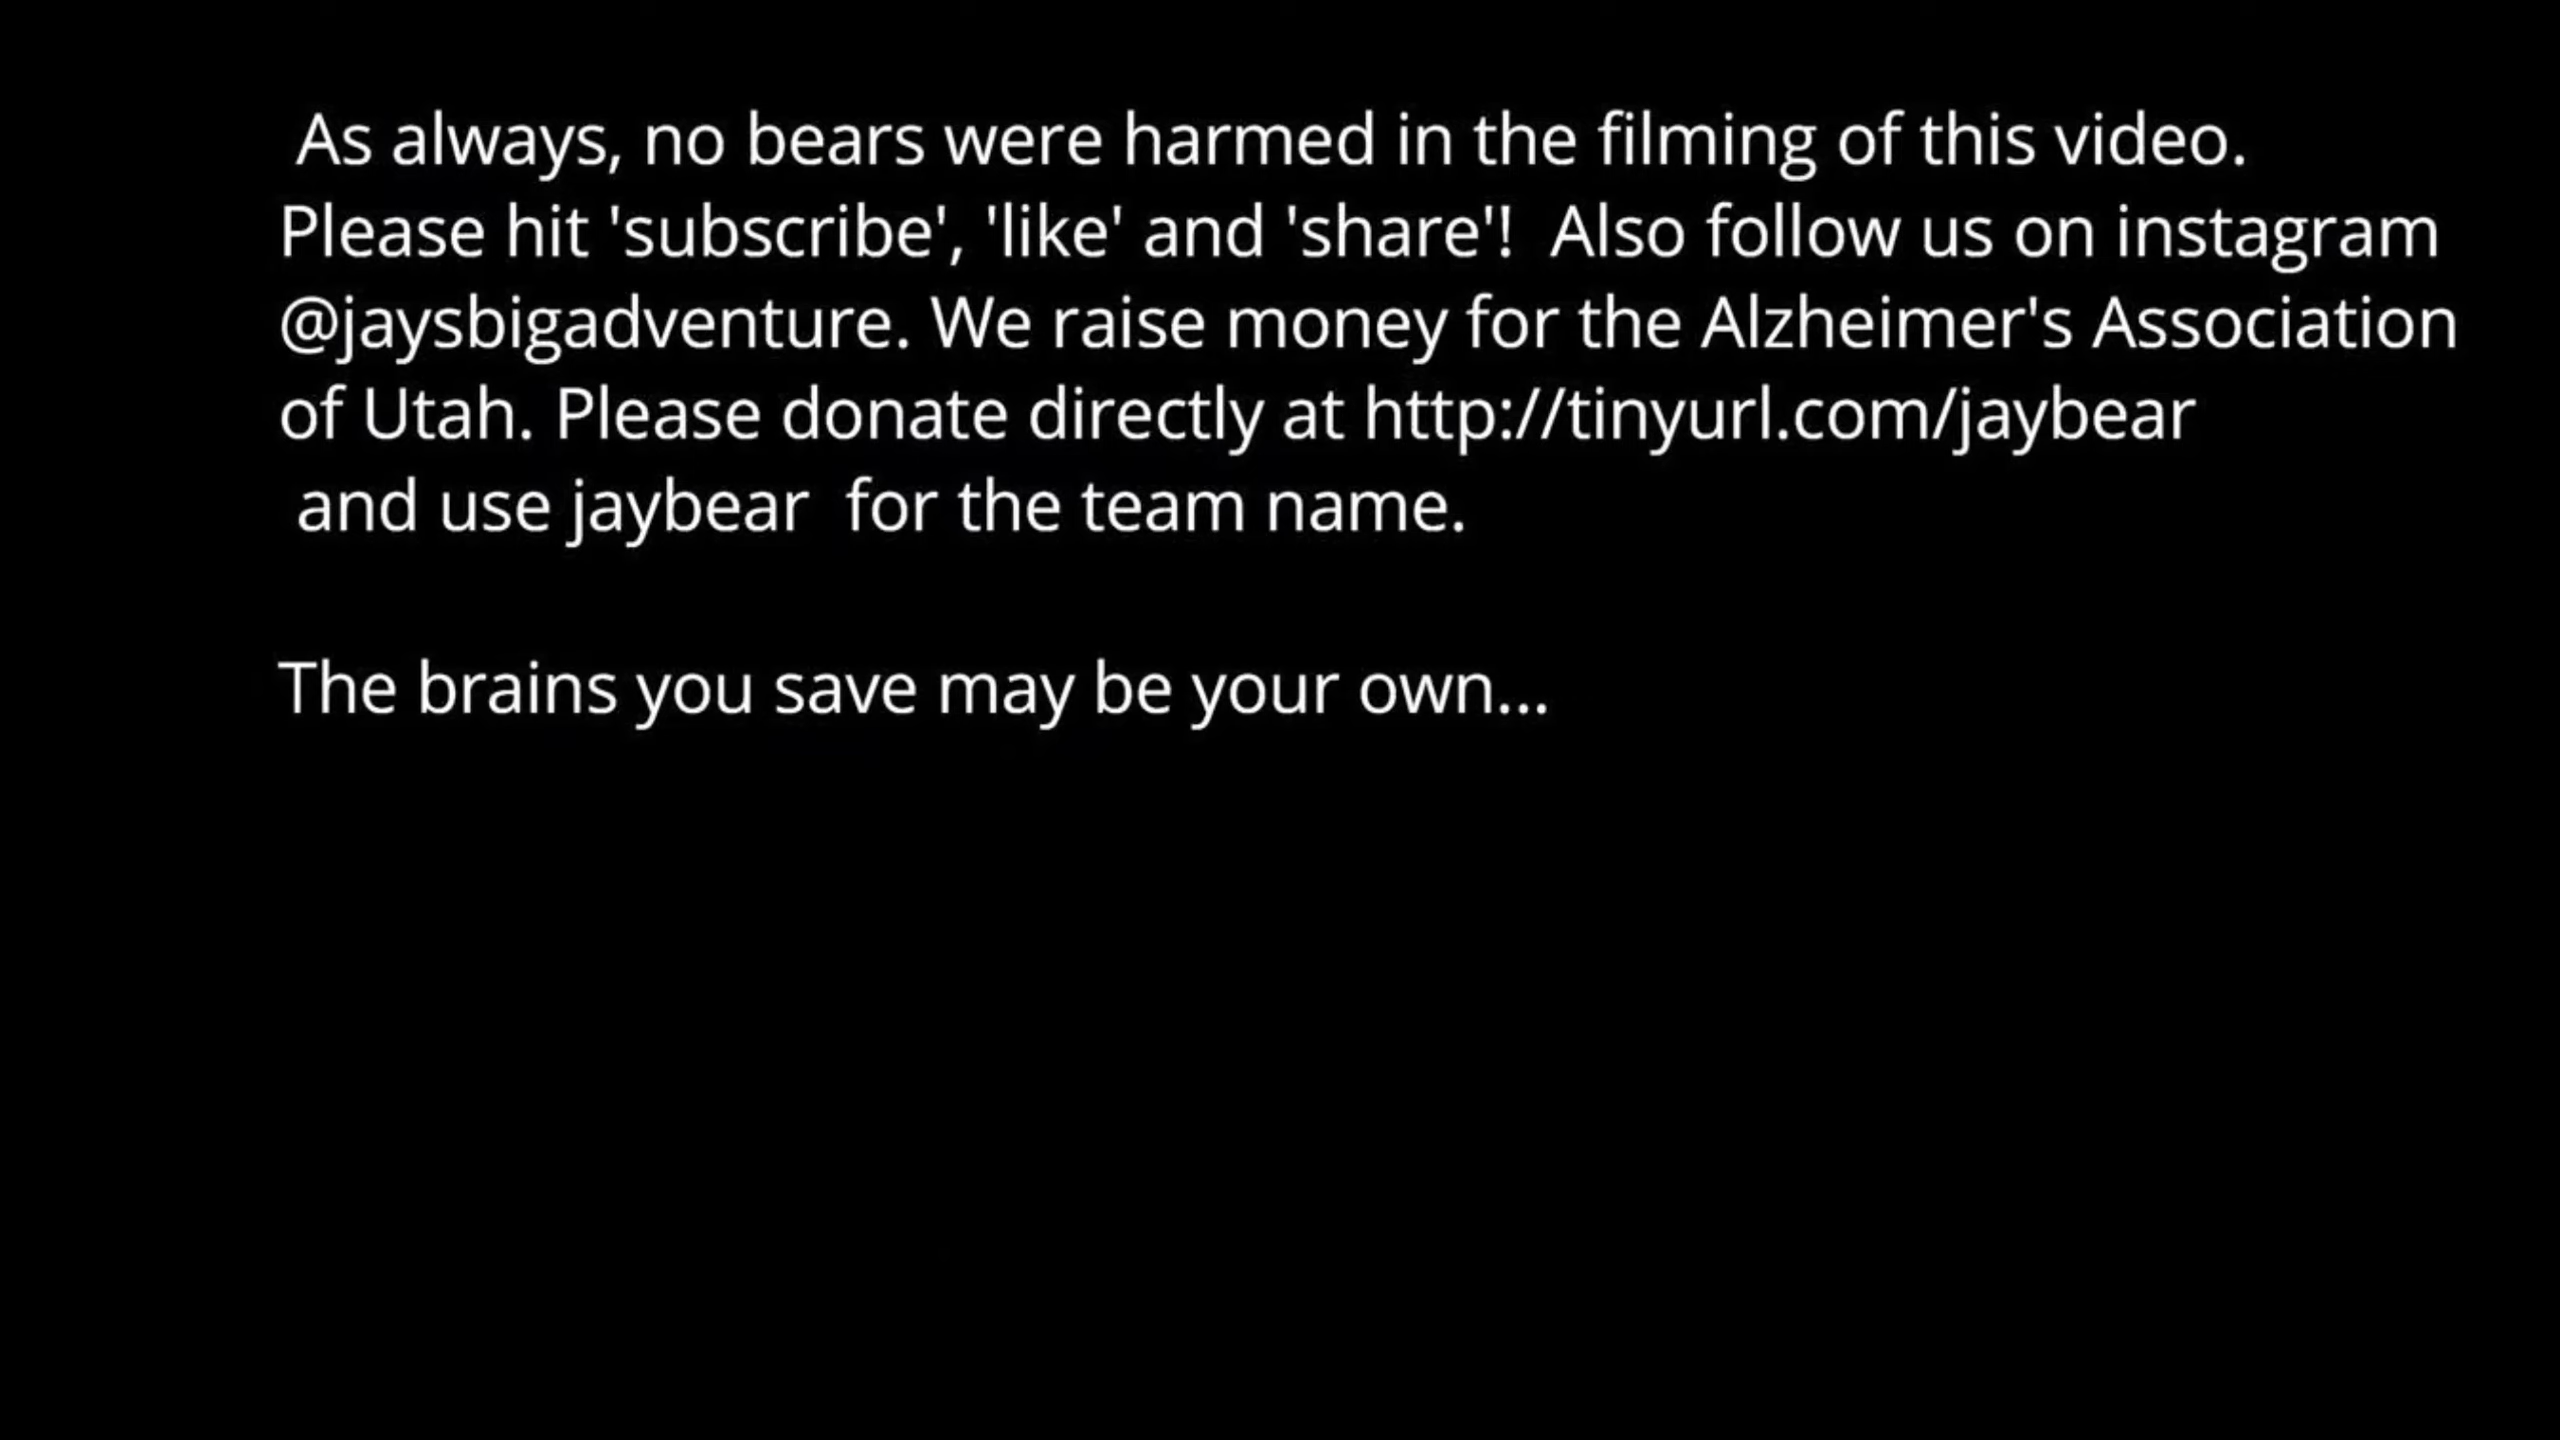 As always, no bears were harmed in the filming of this video.
Please hit 'subscribe', 'like' and 'share'!  Also follow us on instagram
@jaysbigadventure. We raise money for the Alzheimer's Association
of Utah. Please donate directly at http://tinyurl.com/jaybear
and use jaybear  for the team name.
The brains you save may be your own...